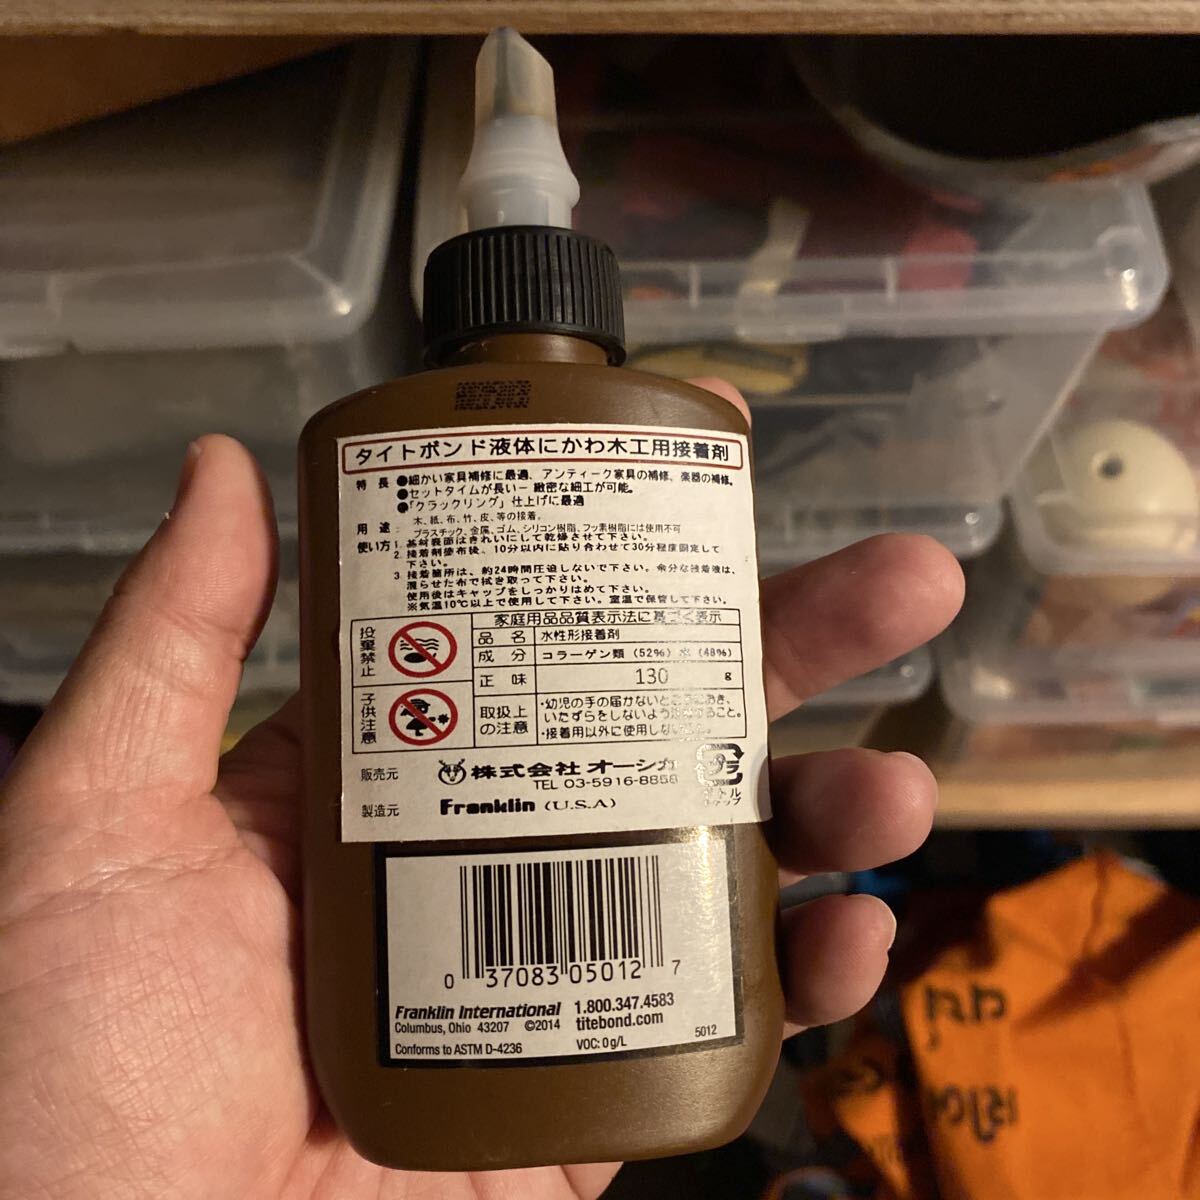 タイトボンド液体にかわ木工用接着剤
特長 ●細かい家具補修に最適、アンティーク家具の補修、楽器の補修。
●セットタイムが長い－緻密な細工が可能。
●「クラックリング」仕上げに最適
用途: 木、紙、布、竹、皮、等の接着。
プラスチック、金属、ゴム、シリコン樹脂、フッ素樹脂には使用不可
使い方 1. 基材表面はきれいにして乾燥させて下さい。
2. 接着剤塗布後、10分以内に貼り合わせて30分程度固定して
下さい。
3. 接着箇所は、約24時間圧迫しないで下さい。余分な接着液は、
濡らせた布で拭き取って下さい。
使用後はキャップをしっかりはめて下さい。
※気温10℃以上で使用して下さい。室温で保管して下さい。
投棄禁止
子供注意
家庭用品品質表示法に基づく表示
品名 水性形接着剤
成分 コラーゲン類 (52%) 水 (48%)
正味 130 g
取扱上の注意
・幼児の手の届かないところにおき、
いたずらをしないよう
こと。
・接着用以外に使用しない
販売元 株式会社 オーシカ
TEL 03-5916-8858
製造元 Franklin (U.S.A)
プラ
ボトル
キャップ
0 37083 05012 7
Franklin International 1.800.347.4583
Columbus, Ohio 43207 ©2014 titebond.com
Conforms to ASTM D-4236 VOC: 0 g/L 5012